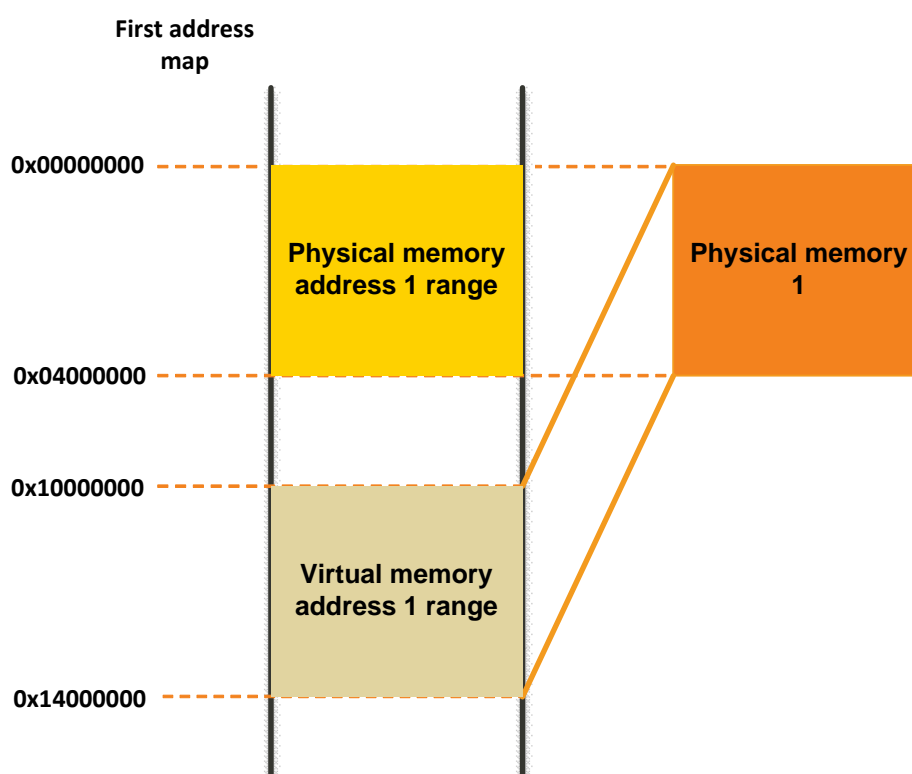 First address
map
0x00000000
Physical memory
address 1 range
Physical memory
1
0x04000000
0x10000000
Virtual memory
address 1 range
0x14000000